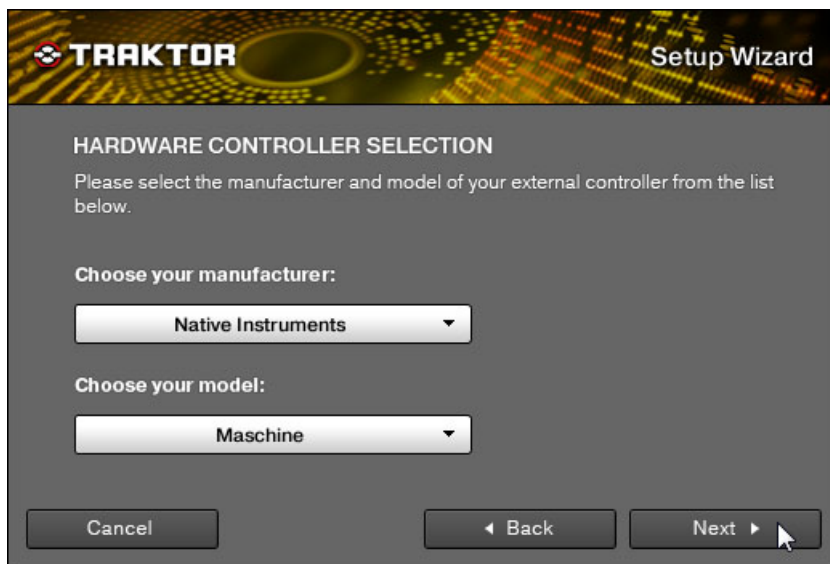 TRAKTOR
Setup Wizard
HARDWARE CONTROLLER SELECTION
Please select the manufacturer and model of your external controller from the list
below.
Choose your manufacturer:
Native Instruments
Choose your model:
Maschine
Cancel
Back
Next